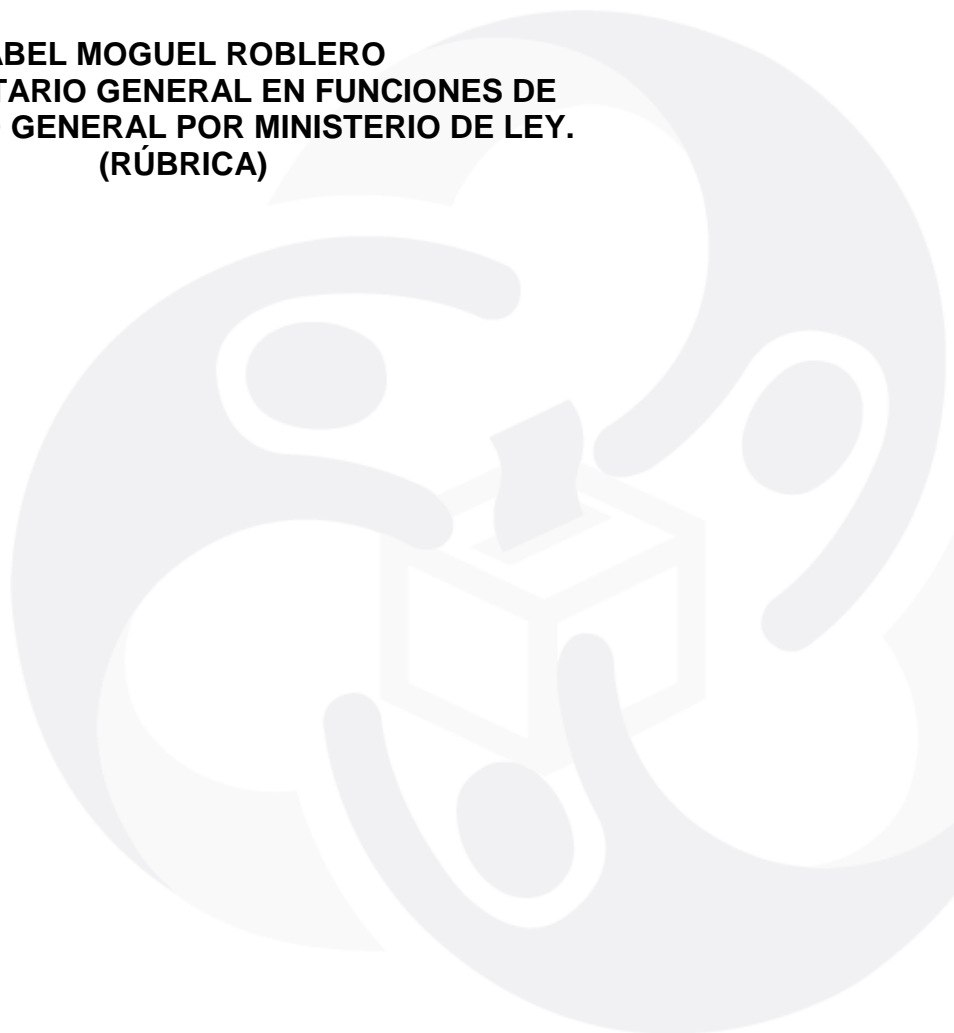 ABEL MOGUEL ROBLERO
TARIO GENERAL EN FUNCIONES DE
GENERAL POR MINISTERIO DE LEY.
(RÚBRICA)